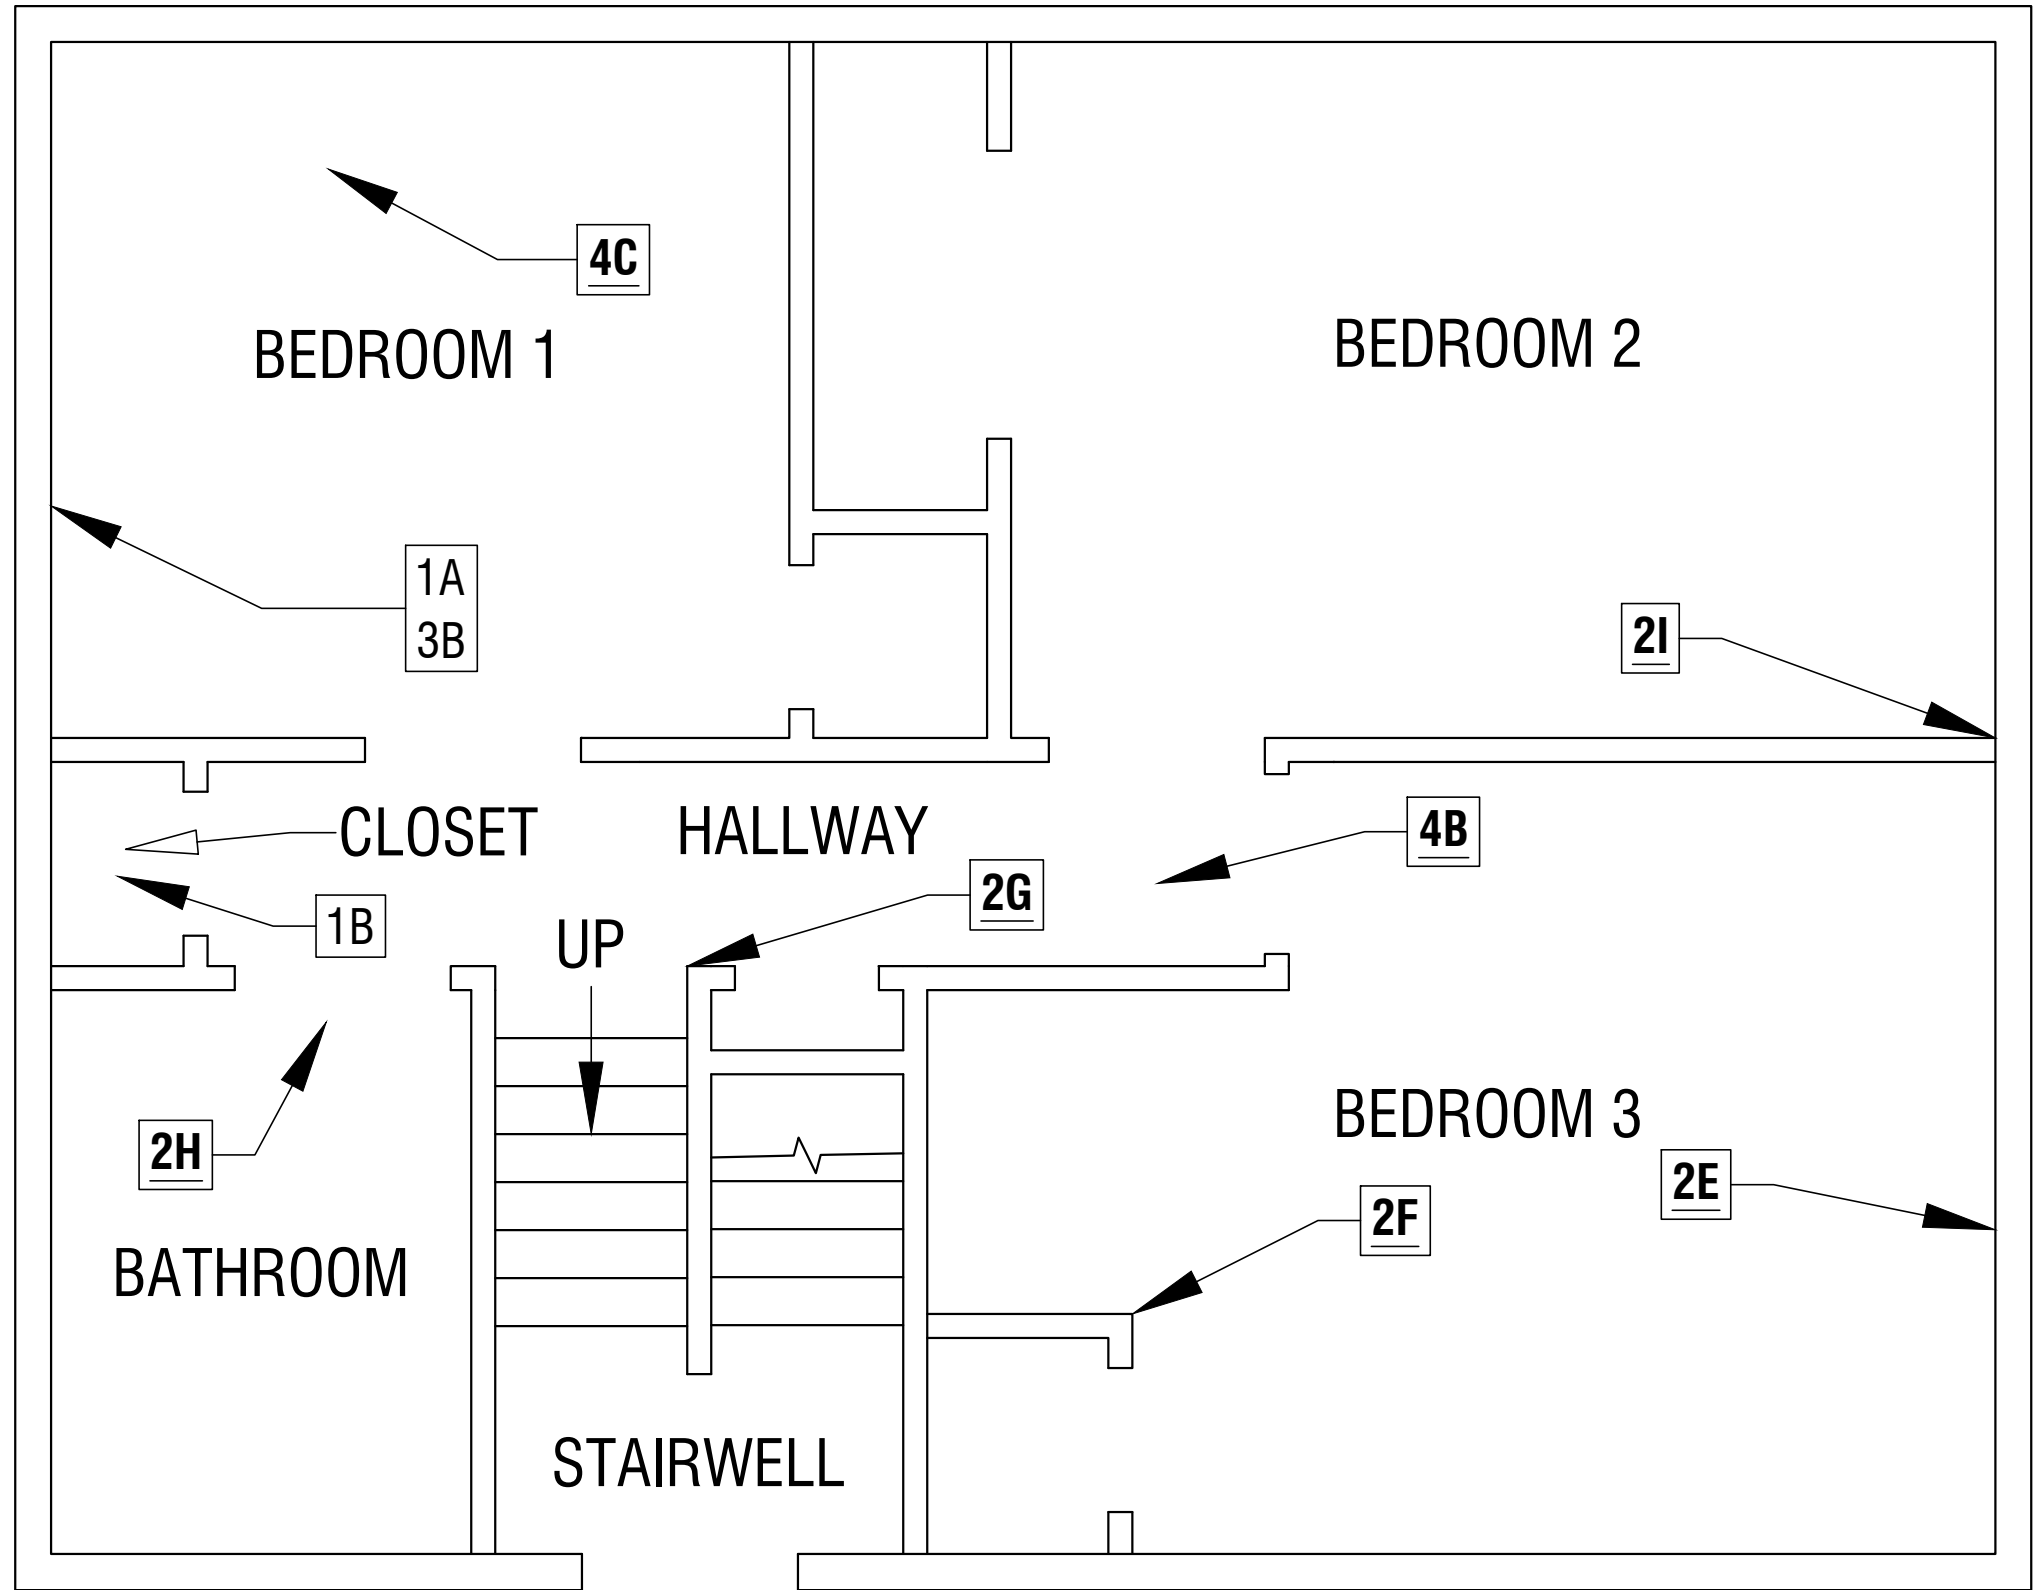 4C
BEDROOM 1
BEDROOM 2
1A
3B
2I
CLOSET
HALLWAY
4B
2G
1B
UP
BEDROOM 3
2H
2E
2F
BATHROOM
STAIRWELL